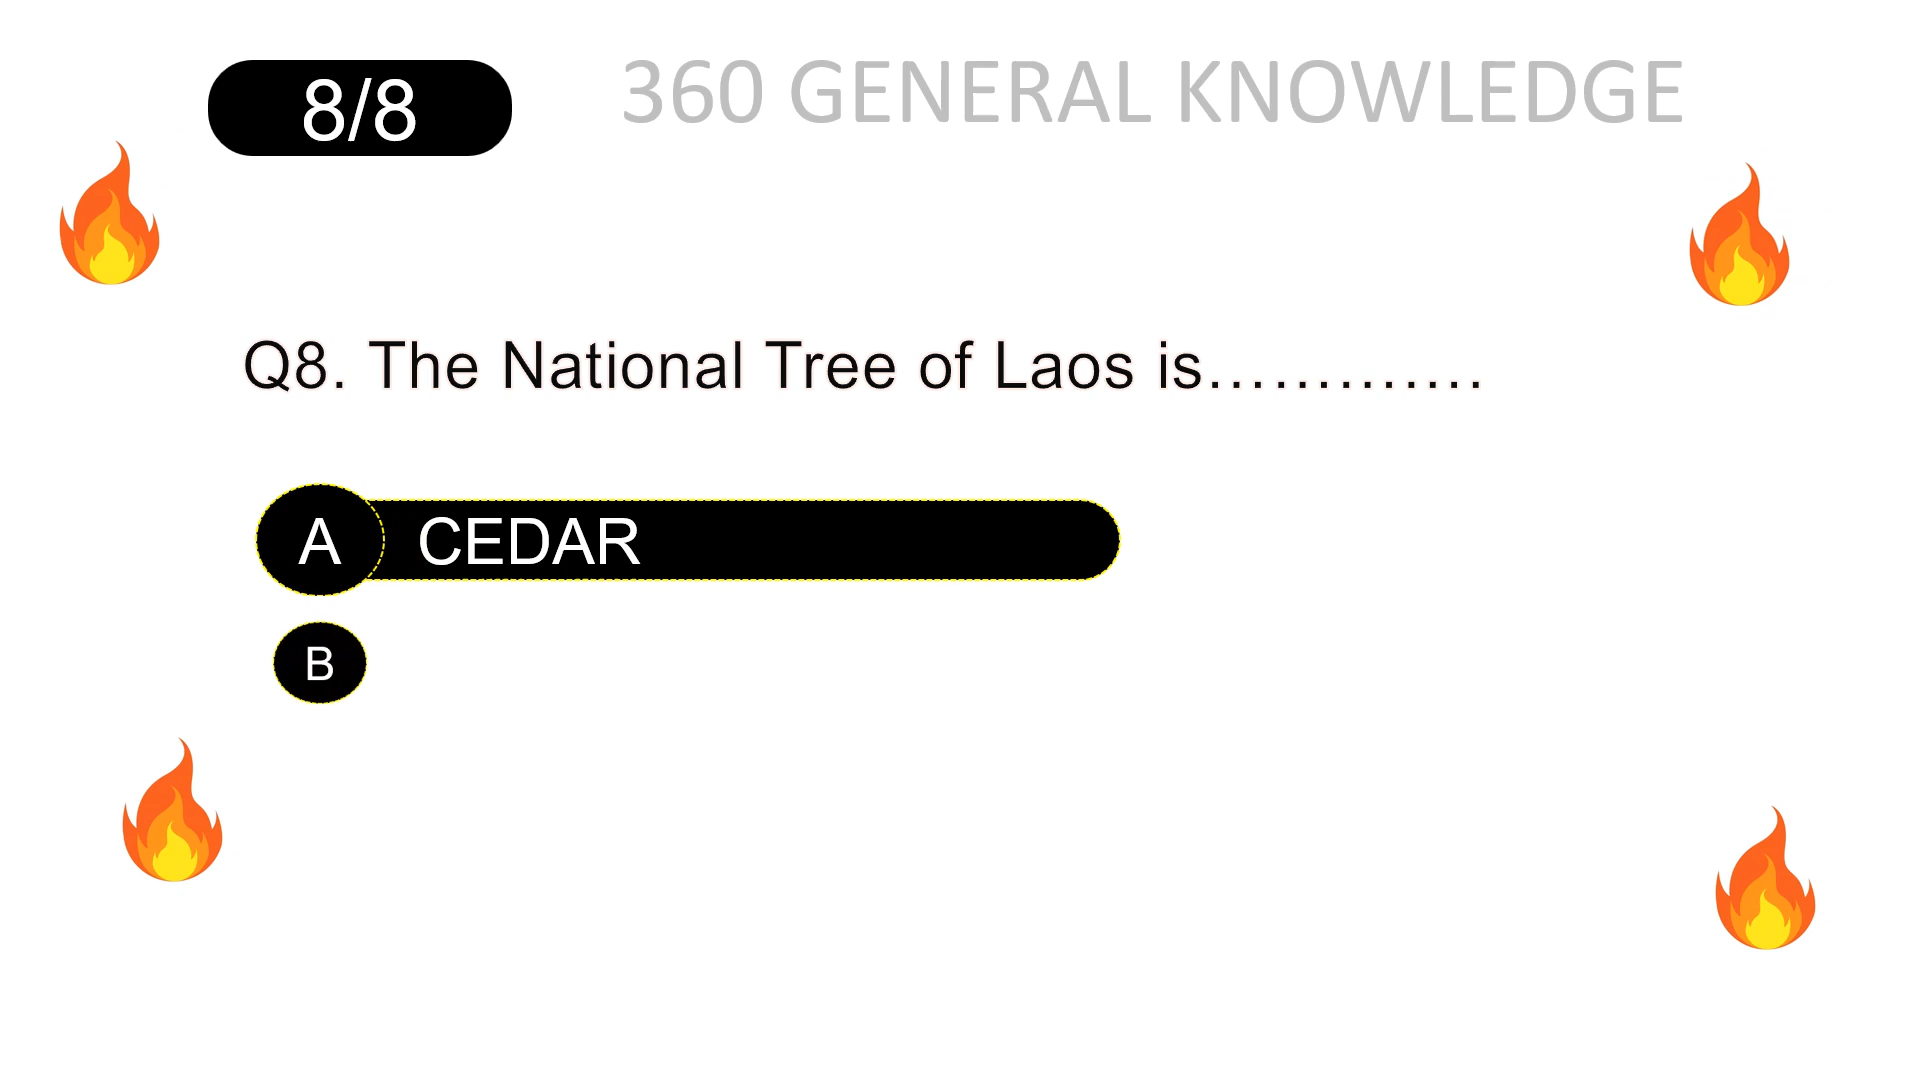 8/8
360 GENERAL KNOWLEDGE
Q8. The National Tree of Laos is.............
A CEDAR
B